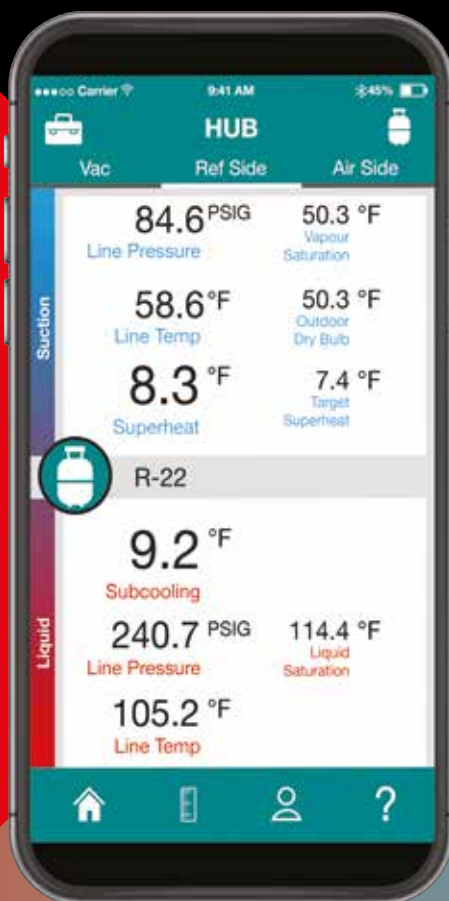 Carrier 9:41 AM 45%
HUB
Vac Ref Side Air Side
84.6 PSIG 50.3 °F
Line Pressure Vapour
Saturation
58.6 °F 50.3 °F
Line Temp Outdoor
Dry Bulb
8.3 °F 7.4 °F
Superheat Target
Superheat
Suction
R-22
9.2 °F
Subcooling
240.7 PSIG 114.4 °F
Line Pressure Liquid
Saturation
105.2 °F
Line Temp
Liquid
?